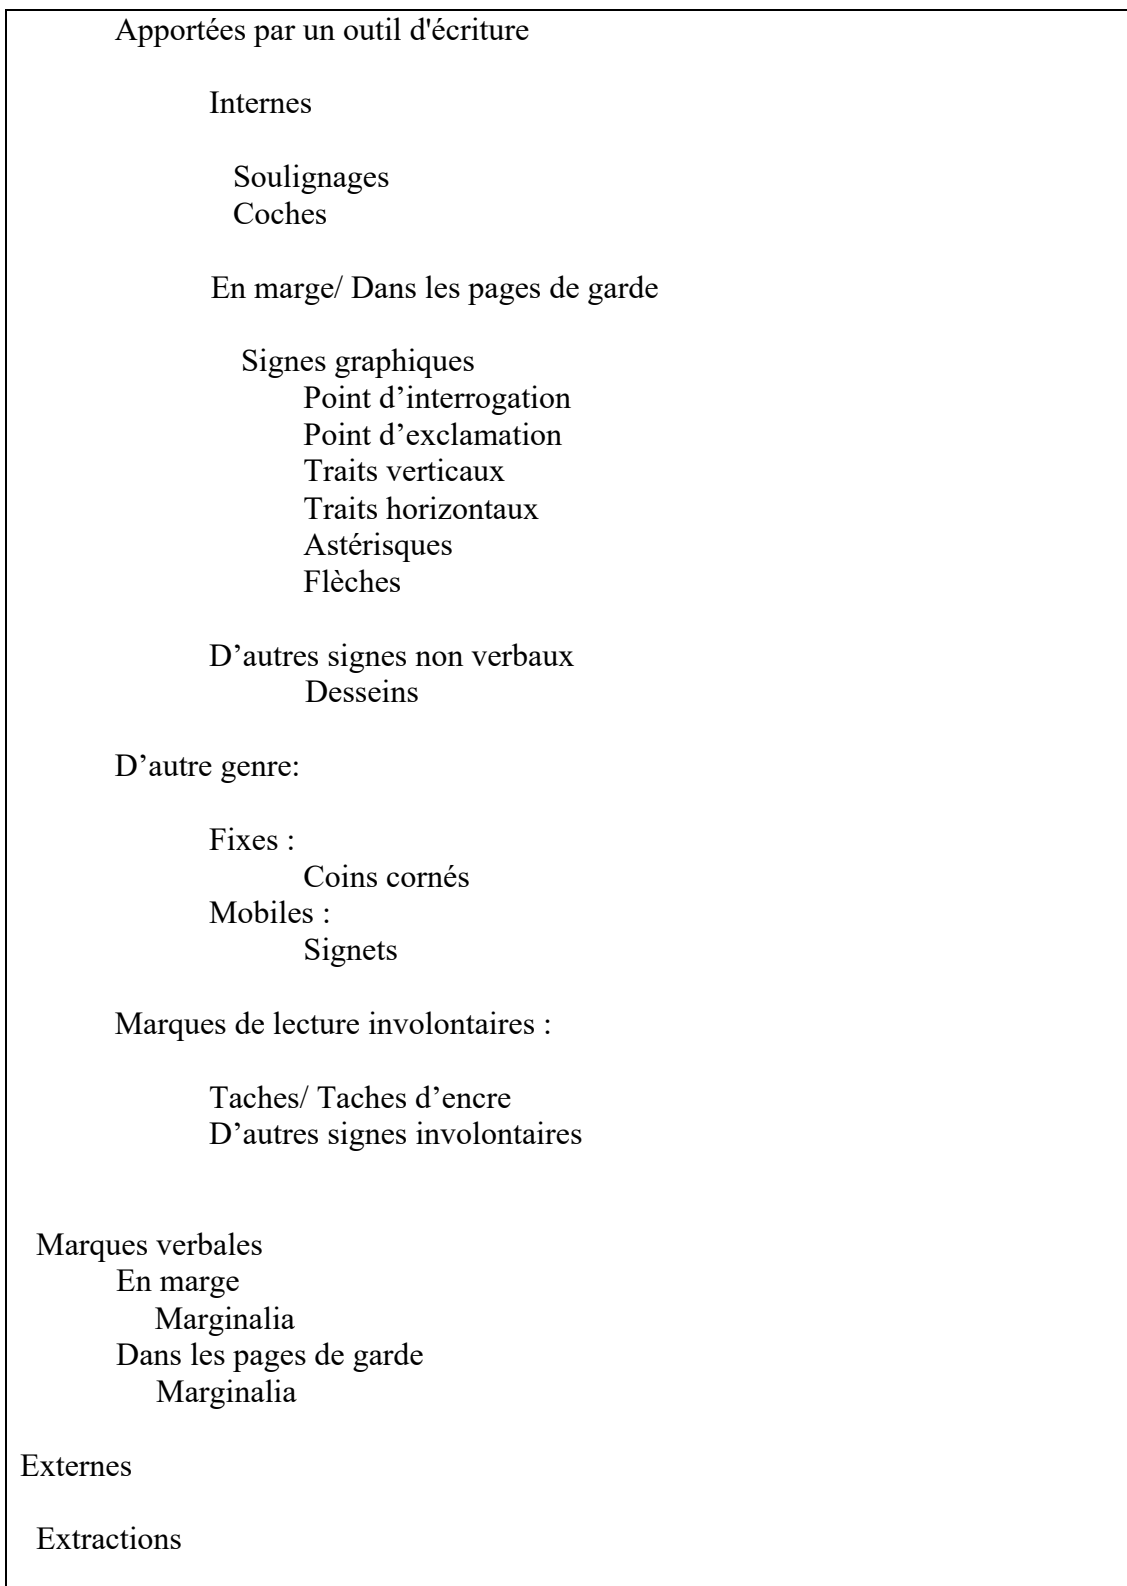 Apportées par un outil d'écriture
Internes
Soulignages
Coches
En marge/ Dans les pages de garde
Signes graphiques
Point d’interrogation
Point d’exclamation
Traits verticaux
Traits horizontaux
Astérisques
Flèches
D’autres signes non verbaux
Desseins
D’autre genre:
Fixes :
Coins cornés
Mobiles :
Signets
Marques de lecture involontaires :
Taches/ Taches d’encre
D’autres signes involontaires
Marques verbales
En marge
Marginalia
Dans les pages de garde
Marginalia
Externes
Extractions